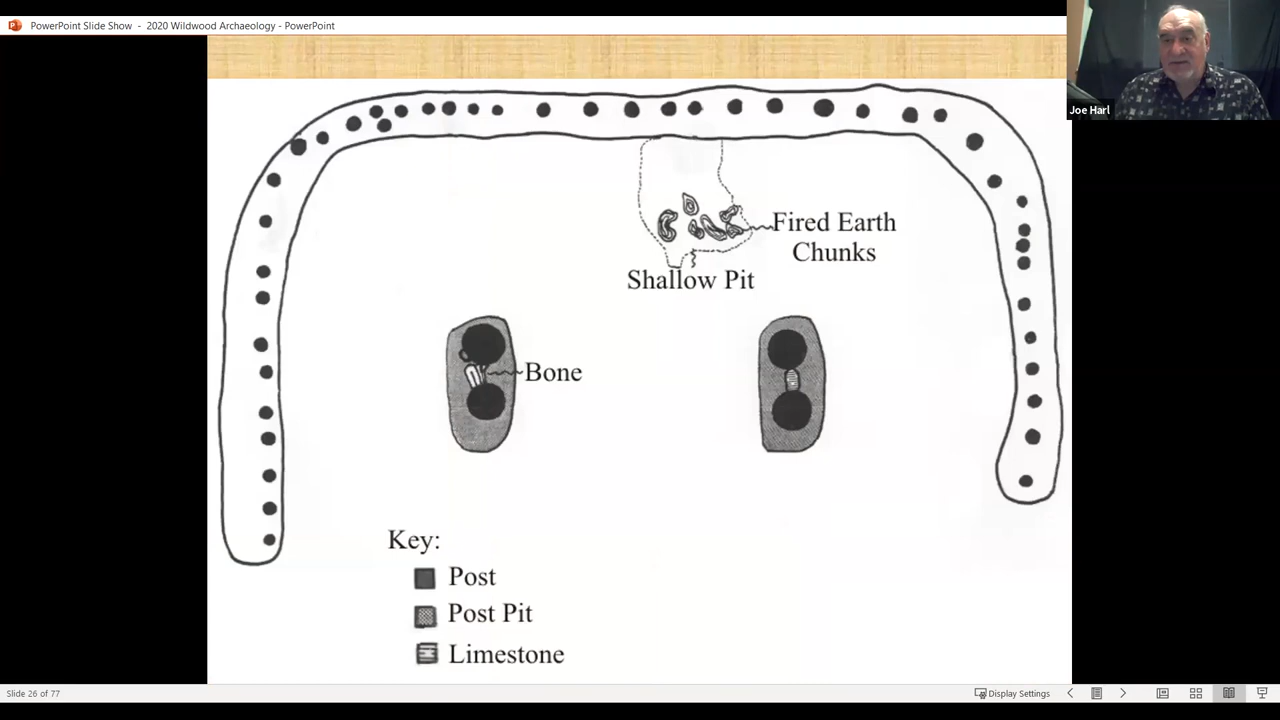 PowerPoint Slide Show - 2020 Wildwood Archaeology - PowerPoint
Joe Harl
Fired Earth
Chunks
Shallow Pit
Bone
Key:
Post
Post Pit
Limestone
Slide 26 of 77
Display Settings